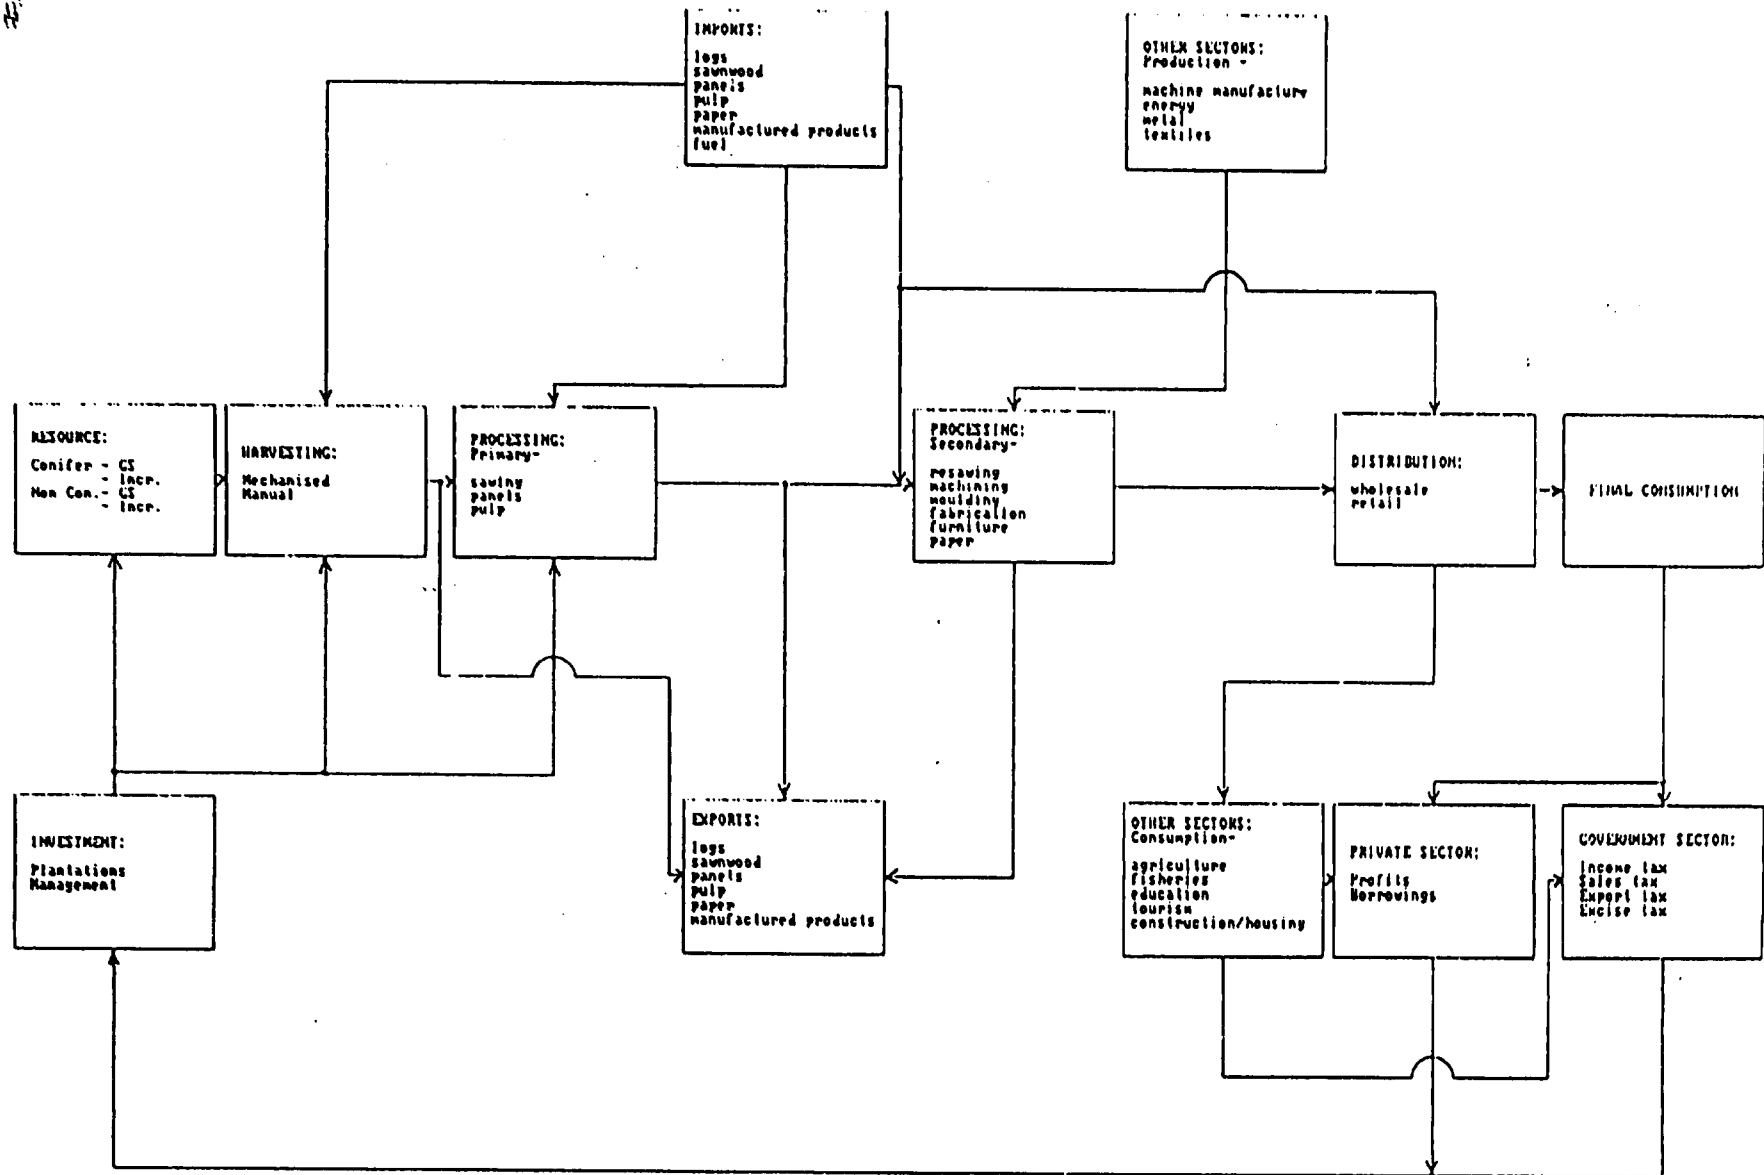 IMPORTS:
logs
sawnwood
panels
pulp
paper
manufactured products
fuel
OTHER SECTORS:
Production -
machine manufacture
energy
metal
textiles
RESOURCE:
Conifer - GS
- Incr.
Non Con.- GS
- Incr.
HARVESTING:
Mechanised
Manual
PROCESSING:
Primary-
sawing
panels
pulp
PROCESSING:
Secondary-
resawing
machining
moulding
fabrication
furniture
paper
DISTRIBUTION:
wholesale
retail
FINAL CONSUMPTION
INVESTMENT:
Plantations
Management
EXPORTS:
logs
sawnwood
panels
pulp
paper
manufactured products
OTHER SECTORS:
Consumption-
agriculture
fisheries
education
tourism
construction/housing
PRIVATE SECTOR:
Profits
Borrowings
GOVERNMENT SECTOR:
Income tax
Sales tax
Export tax
Excise tax